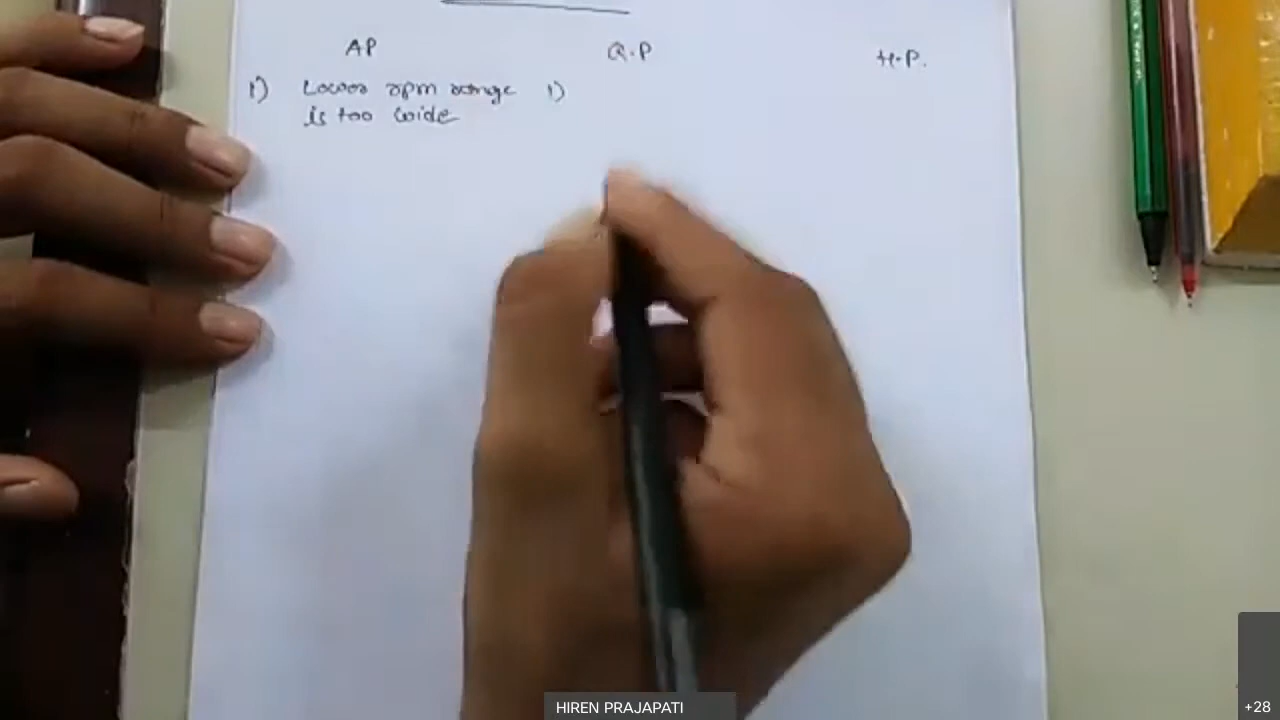 AP G.P H.P.
1) Lower rpm range 1)
is too wide
HIREN PRAJAPATI
+28